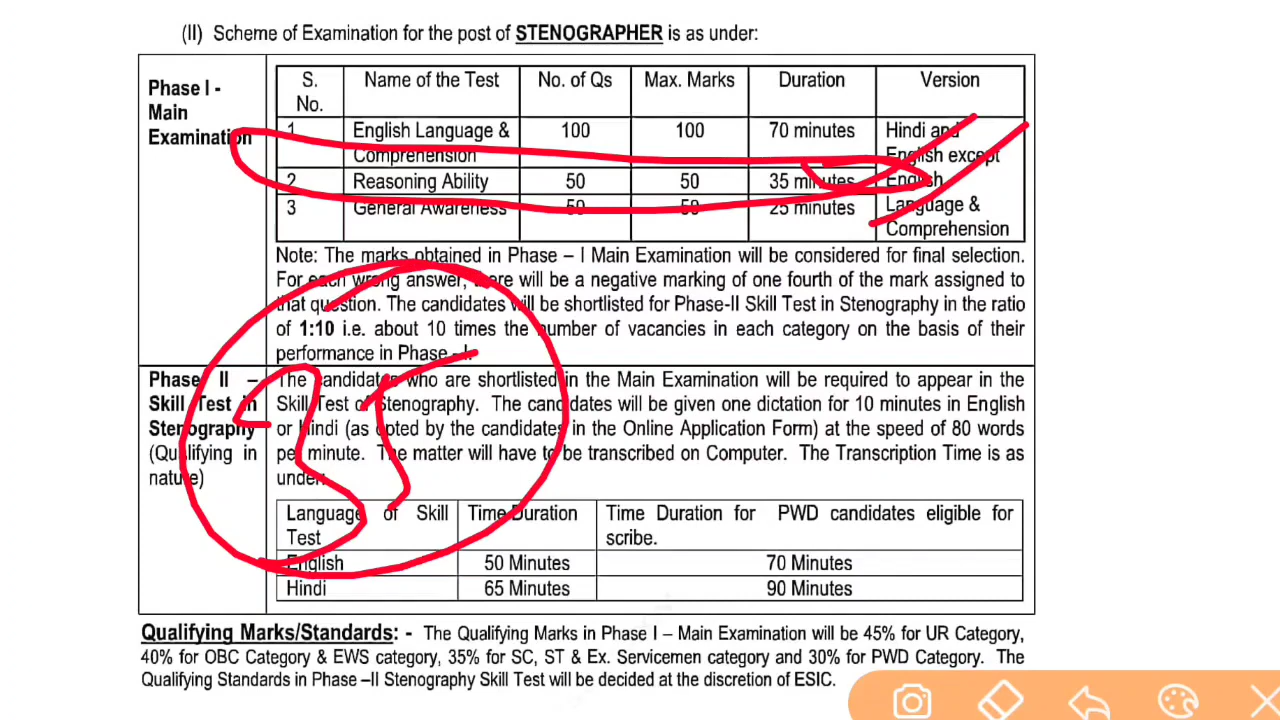 (II) Scheme of Examination for the post of STENOGRAPHER is as under:
Phase I - Main Examination
S. No. Name of the Test No. of Qs Max. Marks Duration Version
1 English Language & Comprehension 100 100 70 minutes Hindi and English except English Language & Comprehension
2 Reasoning Ability 50 50 35 minutes
3 General Awareness 50 50 25 minutes
Note: The marks obtained in Phase – I Main Examination will be considered for final selection.
For each wrong answer, there will be a negative marking of one fourth of the mark assigned to
that question. The candidates will be shortlisted for Phase-II Skill Test in Stenography in the ratio
of 1:10 i.e. about 10 times the number of vacancies in each category on the basis of their
performance in Phase – I.
Phase II – Skill Test in Stenography (Qualifying in nature)
The candidates who are shortlisted in the Main Examination will be required to appear in the
Skill Test of Stenography. The candidates will be given one dictation for 10 minutes in English
or Hindi (as opted by the candidates in the Online Application Form) at the speed of 80 words
per minute. The matter will have to be transcribed on Computer. The Transcription Time is as
under:
Language of Skill Test Time Duration Time Duration for PWD candidates eligible for scribe.
English 50 Minutes 70 Minutes
Hindi 65 Minutes 90 Minutes
35
Qualifying Marks/Standards: - The Qualifying Marks in Phase I – Main Examination will be 45% for UR Category,
40% for OBC Category & EWS category, 35% for SC, ST & Ex. Servicemen category and 30% for PWD Category. The
Qualifying Standards in Phase –II Stenography Skill Test will be decided at the discretion of ESIC.